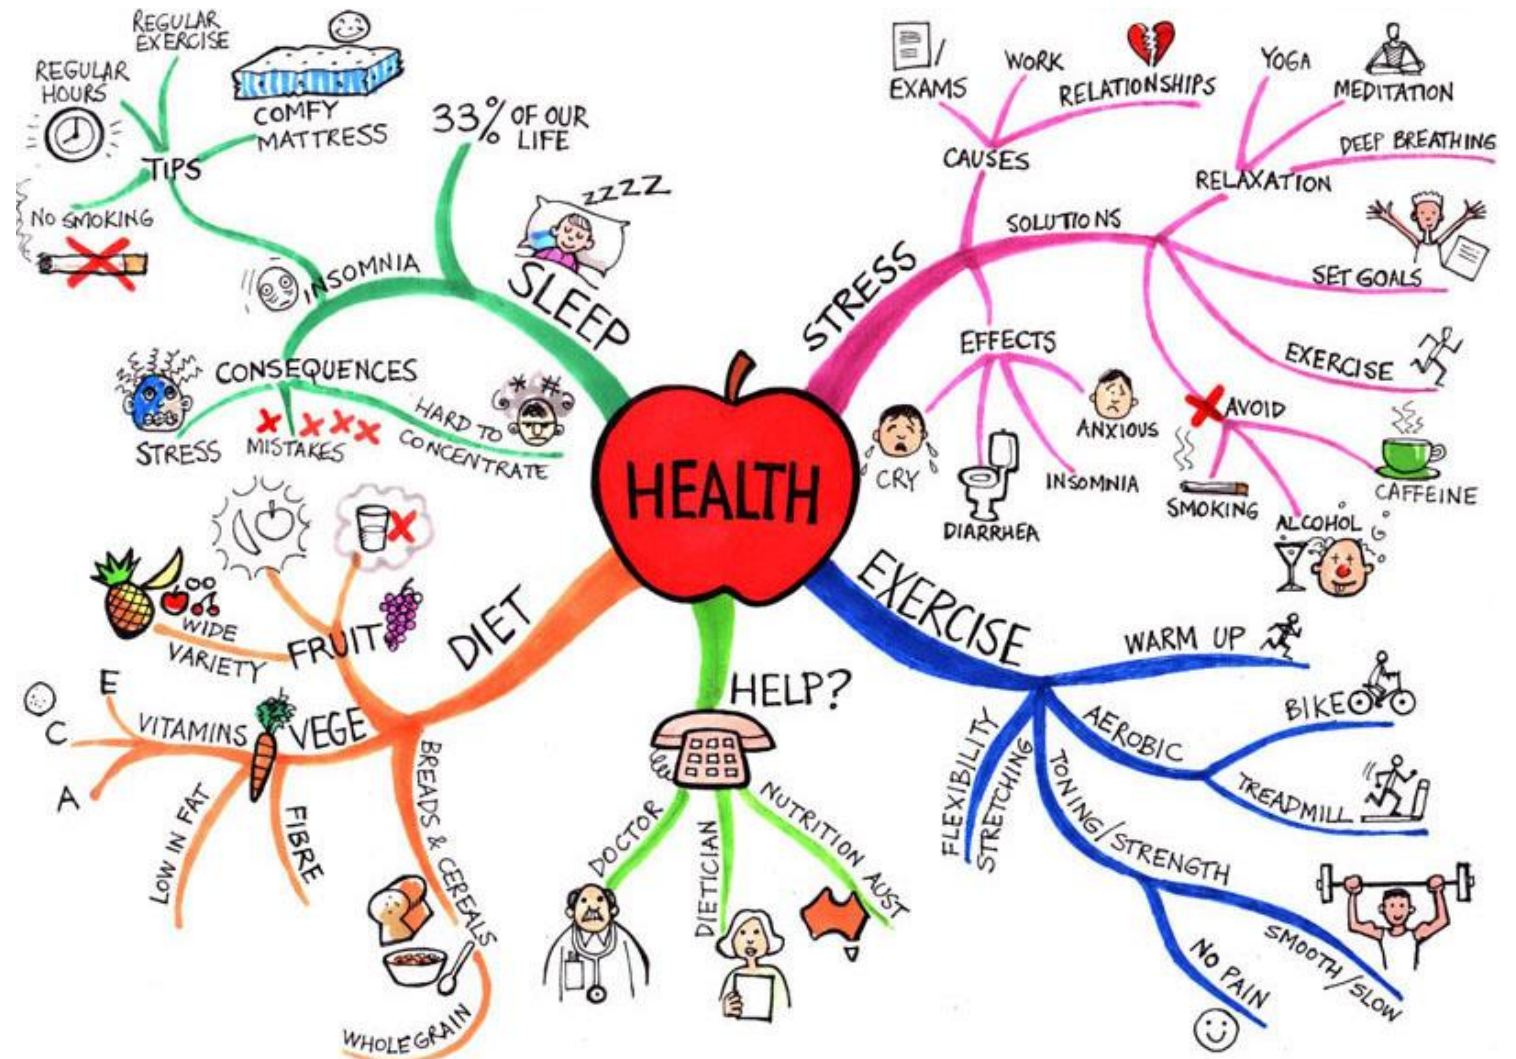 HEALTH
SLEEP
33% OF OUR
LIFE
ZZZZ
INSOMNIA
TIPS
REGULAR
HOURS
REGULAR
EXERCISE
COMFY
MATTRESS
NO SMOKING
CONSEQUENCES
STRESS
MISTAKES
HARD TO
CONCENTRATE
STRESS
CAUSES
EXAMS
WORK
RELATIONSHIPS
SOLUTIONS
RELAXATION
YOGA
MEDITATION
DEEP BREATHING
SET GOALS
EXERCISE
AVOID
SMOKING
ALCOHOL
CAFFEINE
EFFECTS
CRY
DIARRHEA
INSOMNIA
ANXIOUS
EXERCISE
WARM UP
AEROBIC
BIKE
TREADMILL
TONING/STRENGTH
SMOOTH/SLOW
NO PAIN
FLEXIBILITY
STRETCHING
HELP?
DOCTOR
DIETICIAN
NUTRITION AUST
DIET
FRUIT
WIDE
VARIETY
VEGE
VITAMINS
E
C
A
LOW IN FAT
FIBRE
BREADS & CEREALS
WHOLEGRAIN